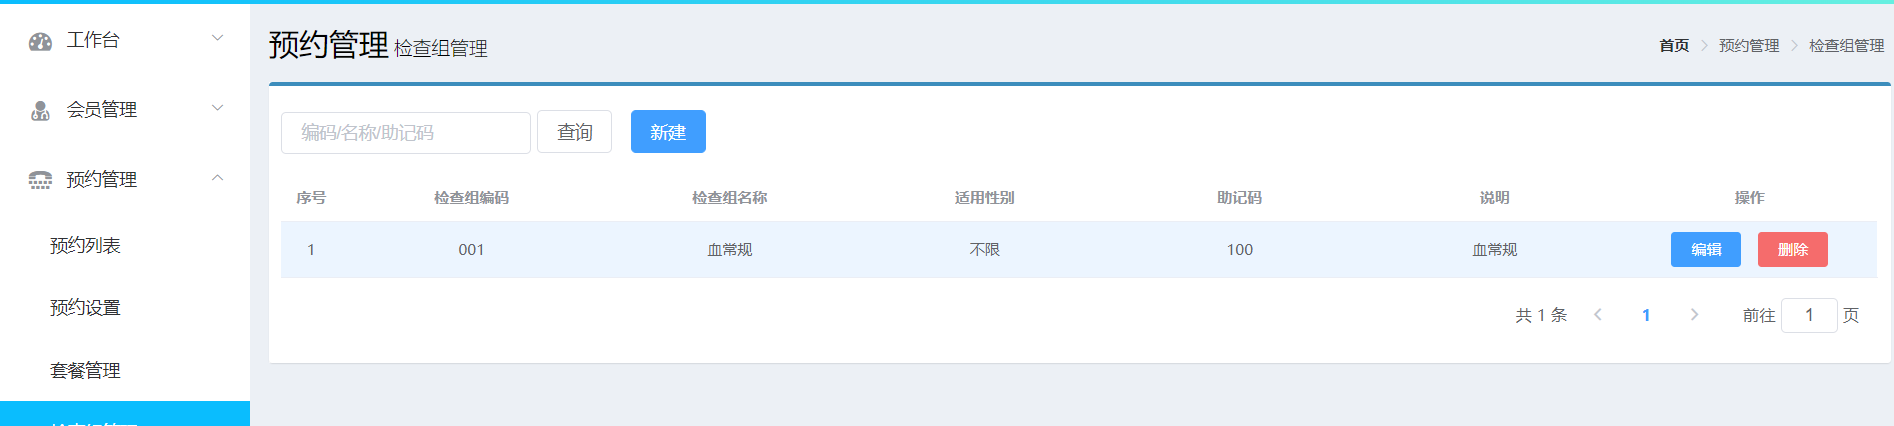 工作台
会员管理
预约管理
预约列表
预约设置
套餐管理
预约管理 检查组管理
首页 > 预约管理 > 检查组管理
编码/名称/助记码 查询 新建
序号 检查组编码 检查组名称 适用性别 助记码 说明 操作
1 001 血常规 不限 100 血常规 编辑 删除
共 1 条 < 1 > 前往 1 页